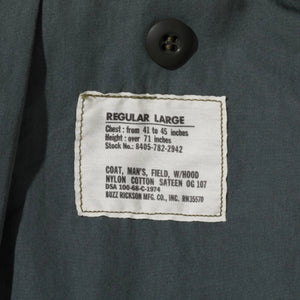 REGULAR LARGE
Chest: from 41 to 45 inches
Height: over 71 inches
Stock No.: 8405-782-2942
COAT, MAN'S, FIELD, W/HOOD
NYLON COTTON SATEEN OG 107
DSA 100-68-C-1974
BUZZ RICKSON MFG. CO., INC. RN35570